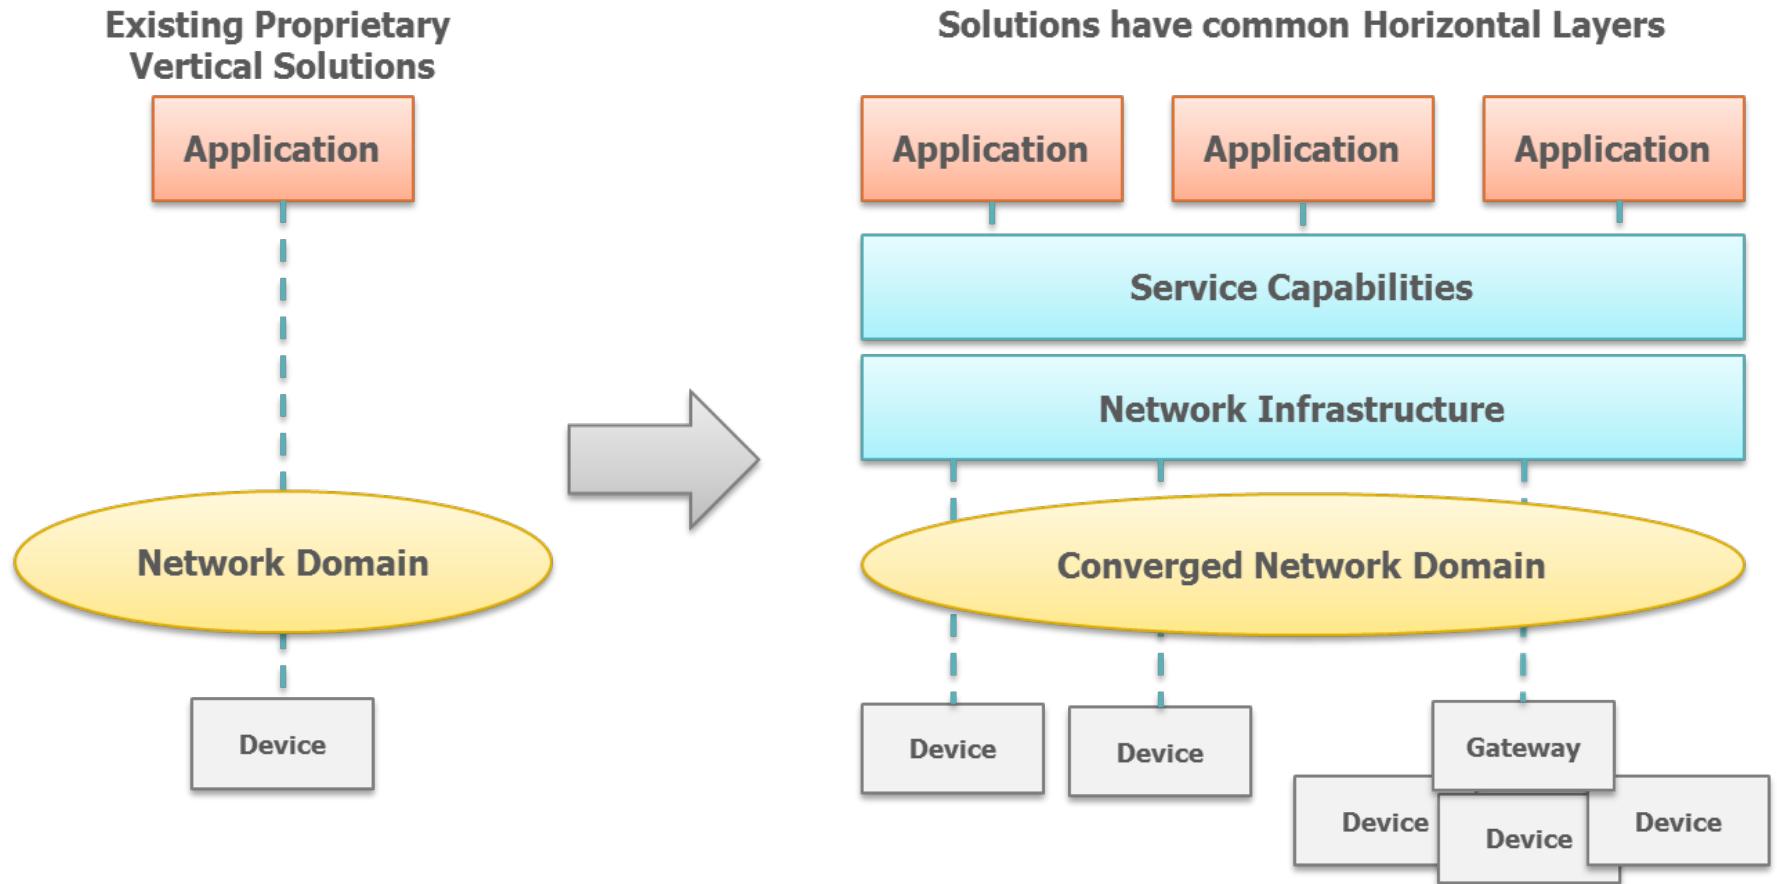 Existing Proprietary
Vertical Solutions
Application
Network Domain
Device
Solutions have common Horizontal Layers
Application
Application
Application
Service Capabilities
Network Infrastructure
Converged Network Domain
Device
Device
Gateway
Device
Device
Device